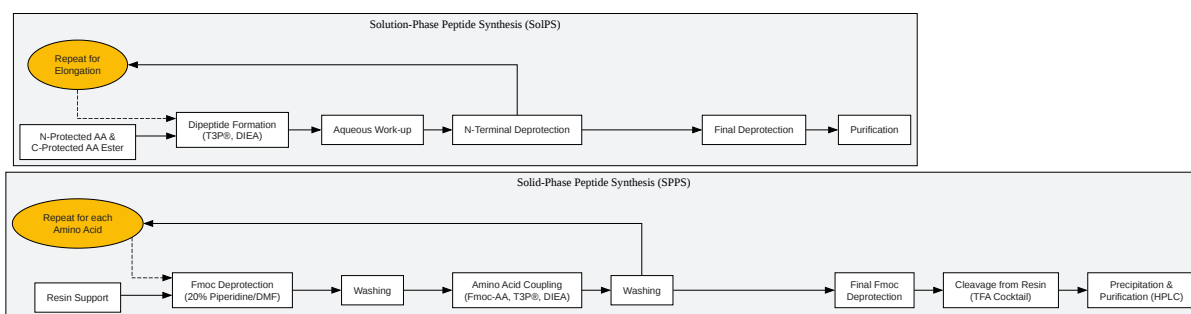 Solution-Phase Peptide Synthesis (SolPS)
Repeat for
Elongation
N-Protected AA &
C-Protected AA Ester
Dipeptide Formation
(T3P®, DIEA)
Aqueous Work-up
N-Terminal Deprotection
Final Deprotection
Purification
Solid-Phase Peptide Synthesis (SPPS)
Repeat for each
Amino Acid
Resin Support
Fmoc Deprotection
(20% Piperidine/DMF)
Washing
Amino Acid Coupling
(Fmoc-AA, T3P®, DIEA)
Washing
Final Fmoc
Deprotection
Cleavage from Resin
(TFA Cocktail)
Precipitation &
Purification (HPLC)